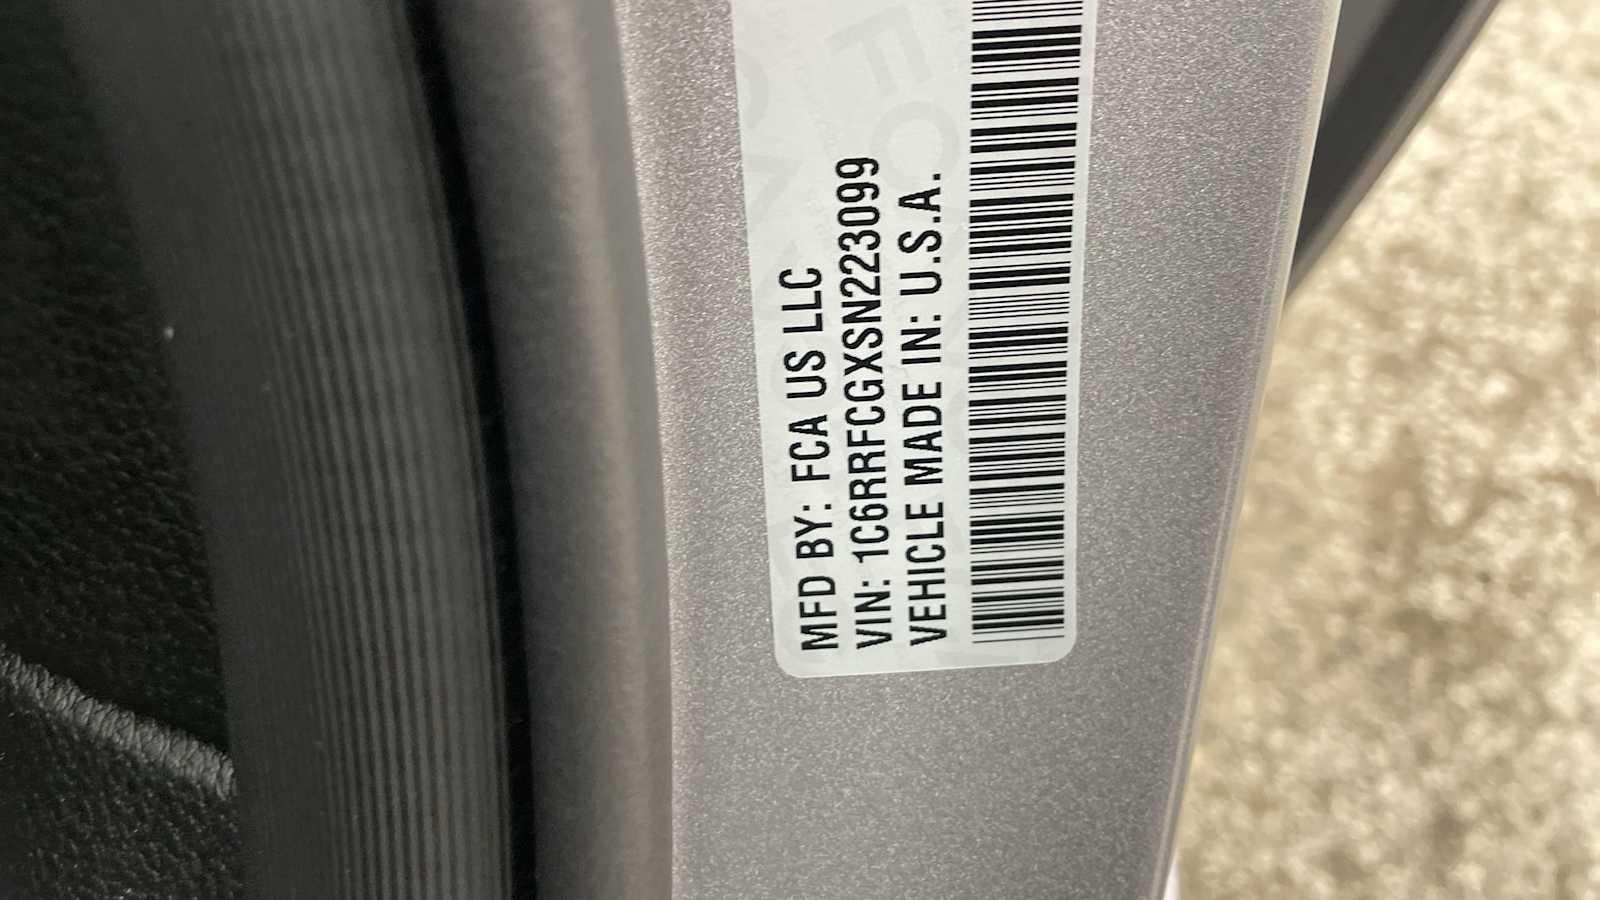 MFD BY: FCA US LLC
VIN: 1C6RRFCGXSN223099
VEHICLE MADE IN: U.S.A.